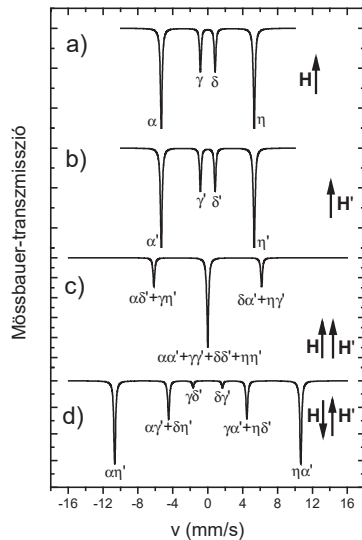 Mössbauer-transzmisszió
a)
α
γ
δ
η
H
b)
α'
γ'
δ'
η'
H'
c)
αδ'+γη'
δα'+ηγ'
αα'+γγ'+δδ'+ηη'
H H'
d)
αη'
αγ'+δη'
γδ'
δγ'
γα'+ηδ'
ηα'
H H'
-16 -12 -8 -4 0 4 8 12 16
v (mm/s)